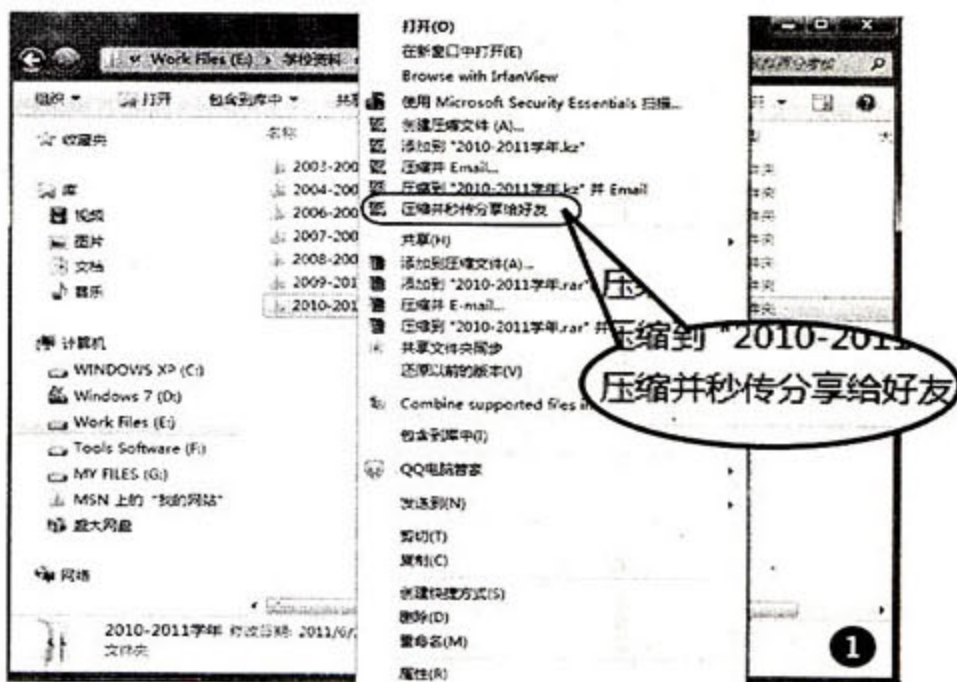 Work Files (E:) ▸ 学校资料
组织 打开 包含到库中 共
收藏夹
库
视频
图片
文档
音乐
计算机
WINDOWS XP (C:)
Windows 7 (D:)
Work Files (E:)
Tools Software (F:)
MY FILES (G:)
MSN 上的 "我的网站"
盛大网盘
网络
名称
2003-200
2004-200
2006-200
2007-200
2008-200
2009-201
2010-201
打开(O)
在新窗口中打开(E)
Browse with IrfanView
使用 Microsoft Security Essentials 扫描...
创建压缩文件 (A)...
添加到 "2010-2011学年.kz"
压缩并 Email...
压缩到 "2010-2011学年.kz" 并 Email
压缩并秒传分享给好友
共享(H)
添加到压缩文件(A)...
添加到 "2010-2011学年.rar"
压缩并 E-mail...
压缩到 "2010-2011学年.rar" 并
共享文件夹同步
还原以前的版本(V)
Combine supported files in
包含到库中(I)
QQ电脑管家
发送到(N)
剪切(T)
复制(C)
创建快捷方式(S)
删除(D)
重命名(M)
属性(R)
压缩到 "2010-2011
压缩并秒传分享给好友
2010-2011学年 修改日期: 2011/6/
文件夹
1